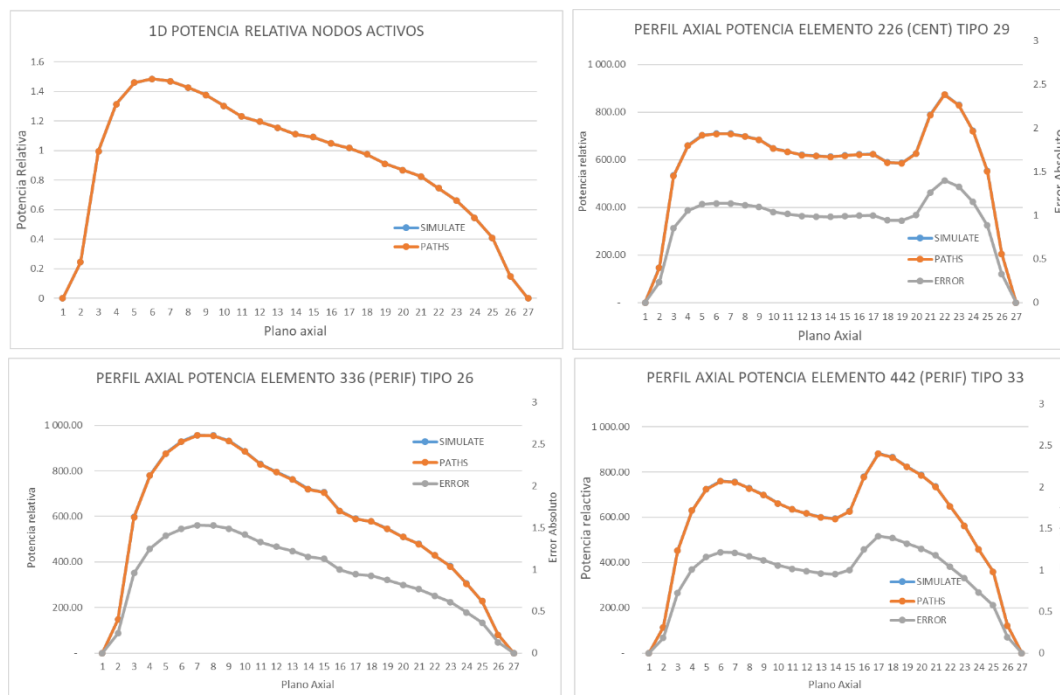 1D POTENCIA RELATIVA NODOS ACTIVOS
Potencia Relativa
1.6
1.4
1.2
1
0.8
0.6
0.4
0.2
0
SIMULATE
PATHS
1 2 3 4 5 6 7 8 9 10 11 12 13 14 15 16 17 18 19 20 21 22 23 24 25 26 27
Plano axial
PERFIL AXIAL POTENCIA ELEMENTO 226 (CENT) TIPO 29
Potencia relativa
1 000.00
800.00
600.00
400.00
200.00
-
3
2.5
2
1.5
1
0.5
0
Error Absoluto
SIMULATE
PATHS
ERROR
1 2 3 4 5 6 7 8 9 10 11 12 13 14 15 16 17 18 19 20 21 22 23 24 25 26 27
Plano Axial
PERFIL AXIAL POTENCIA ELEMENTO 336 (PERIF) TIPO 26
Potencia relativa
1 000.00
800.00
600.00
400.00
200.00
-
3
2.5
2
1.5
1
0.5
0
Error Absoluto
SIMULATE
PATHS
ERROR
1 2 3 4 5 6 7 8 9 10 11 12 13 14 15 16 17 18 19 20 21 22 23 24 25 26 27
Plano Axial
PERFIL AXIAL POTENCIA ELEMENTO 442 (PERIF) TIPO 33
Potencia relactiva
1 000.00
800.00
600.00
400.00
200.00
-
3
2.5
2
1.5
1
0.5
0
SIMULATE
PATHS
ERROR
1 2 3 4 5 6 7 8 9 10 11 12 13 14 15 16 17 18 19 20 21 22 23 24 25 26 27
Plano Axial